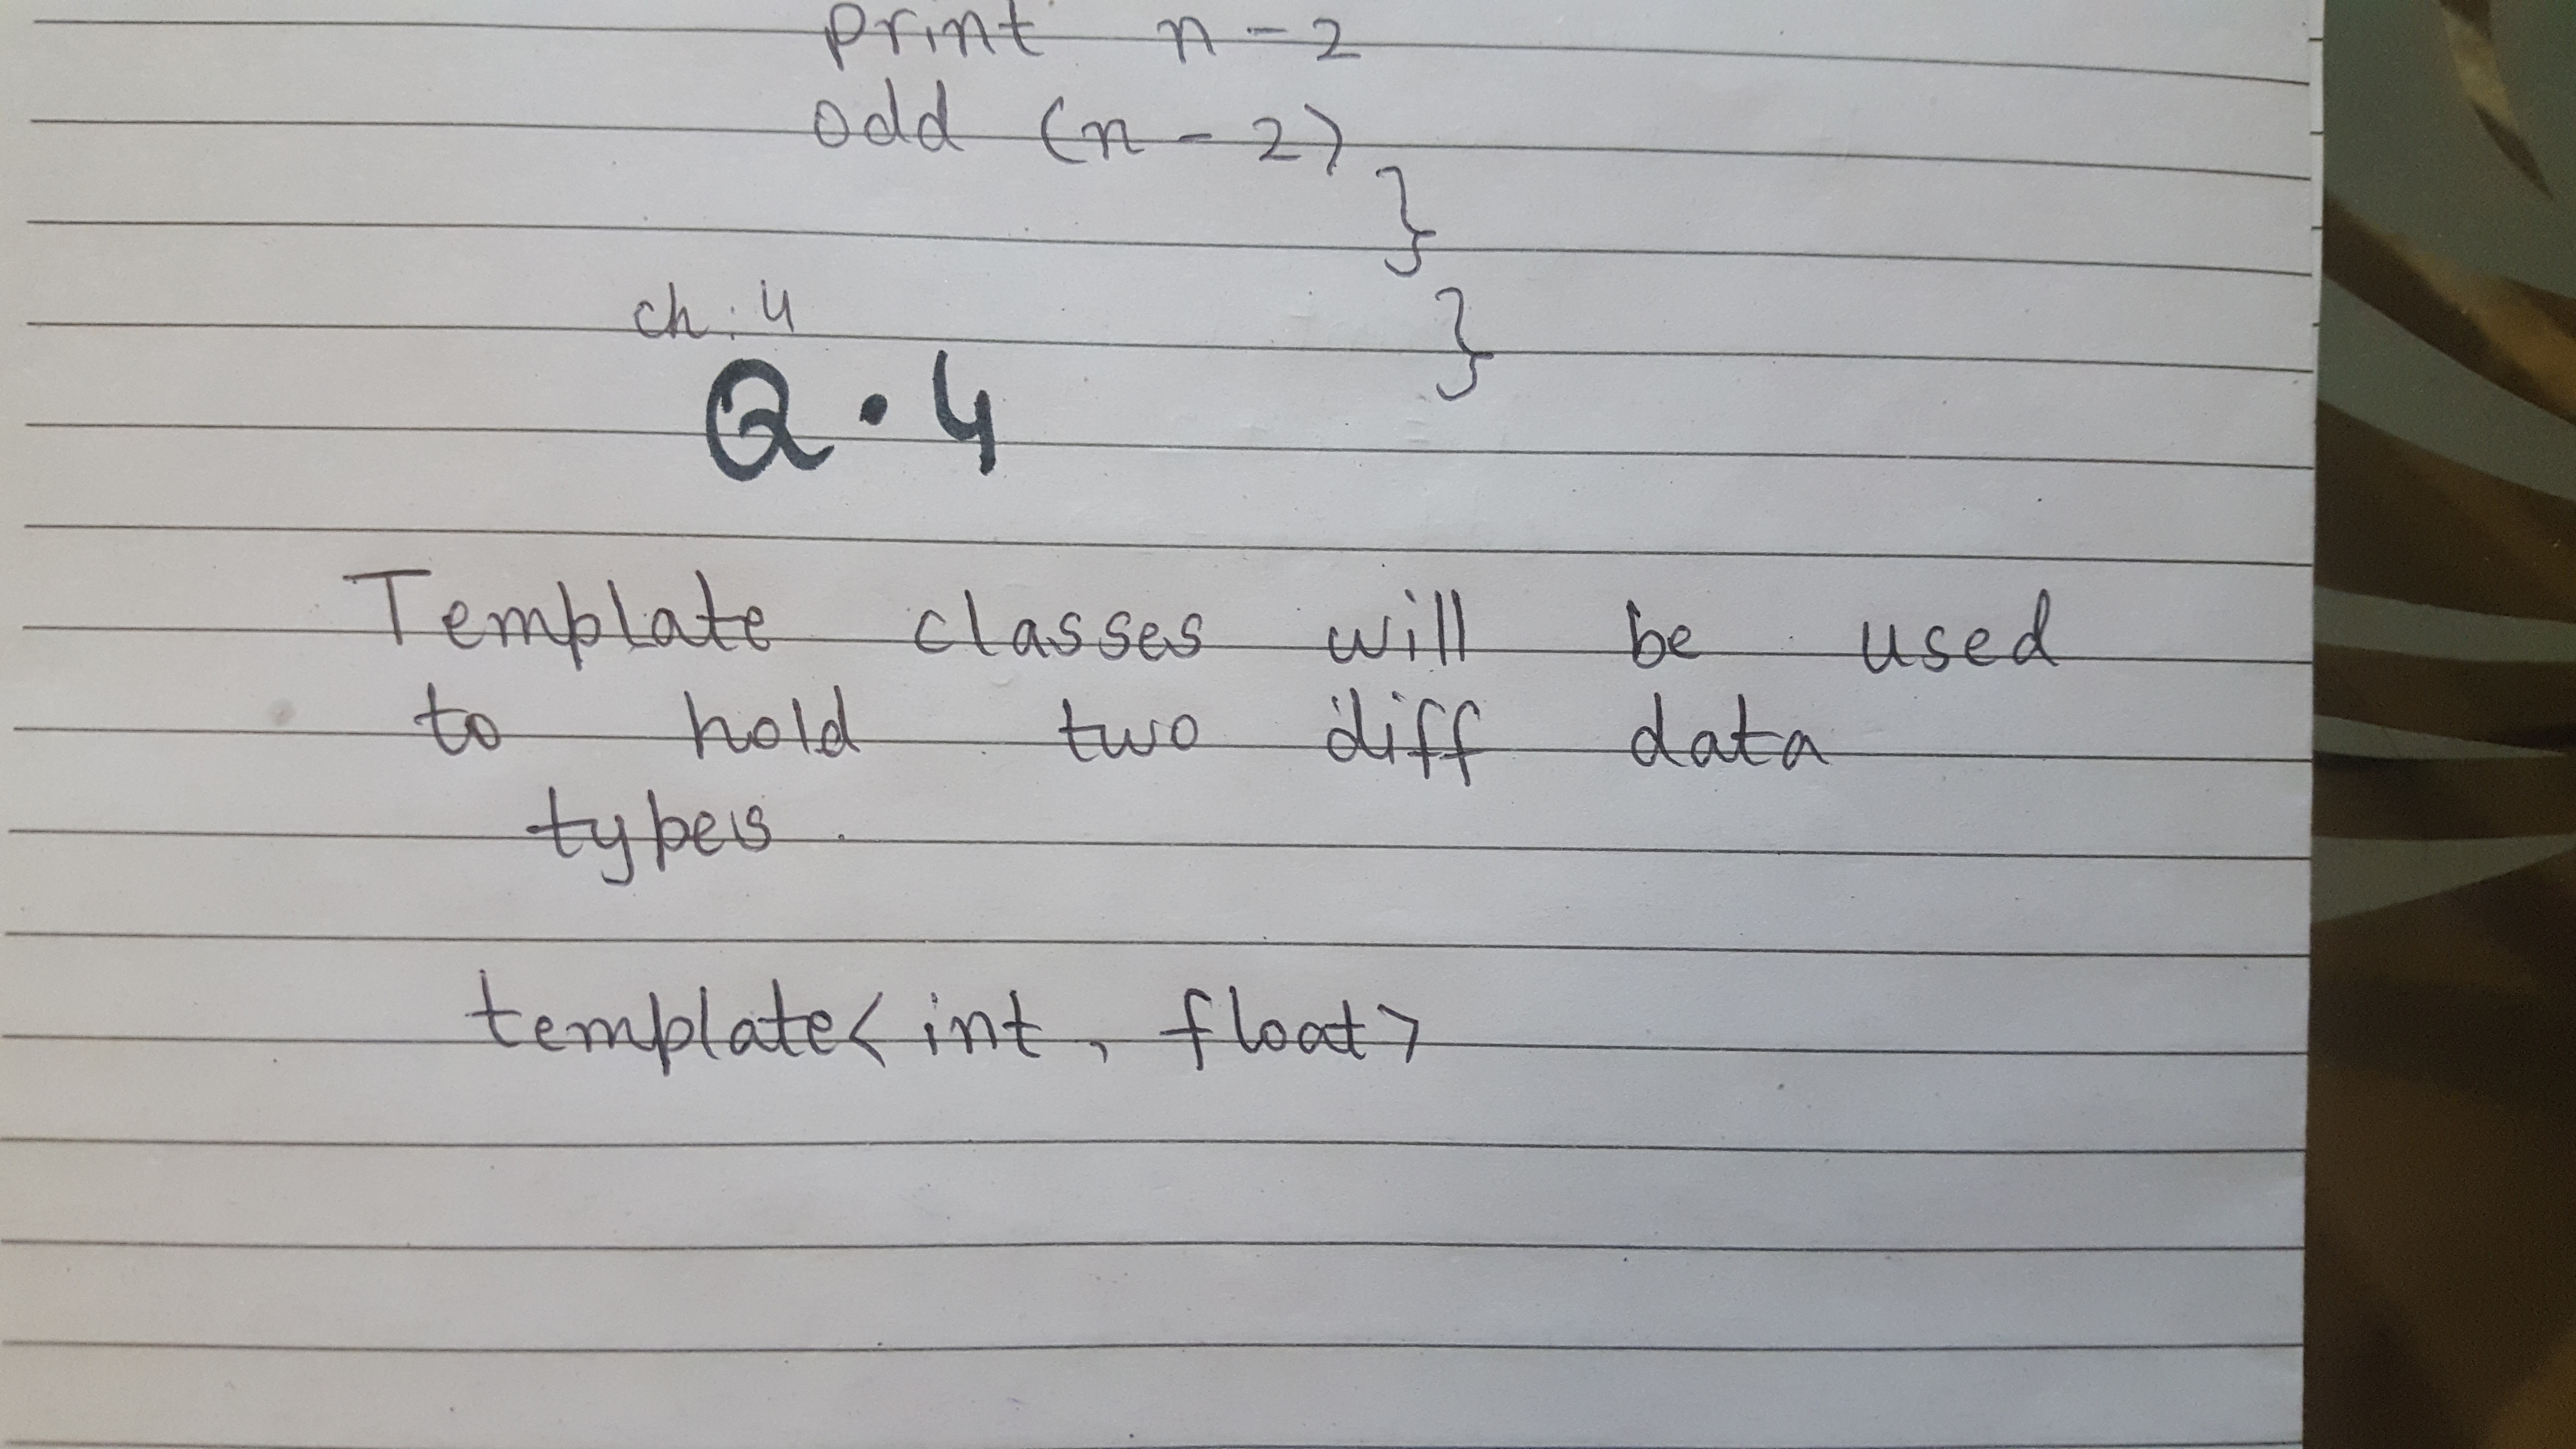 print n-2
odd (n-2)
}
ch.4 }
Q.4
Template classes will be used
to hold two diff data
types.
template<int, float>